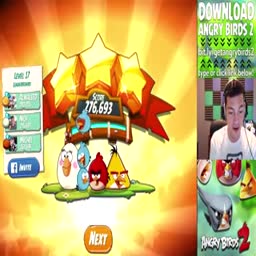 LEVEL 17
SCORE
776,693
INVITE
NEXT
DOWNLOAD
ANGRY BIRDS 2
bit.ly/getangrybirds2
type or click link below!
ANGRY BIRDS 2